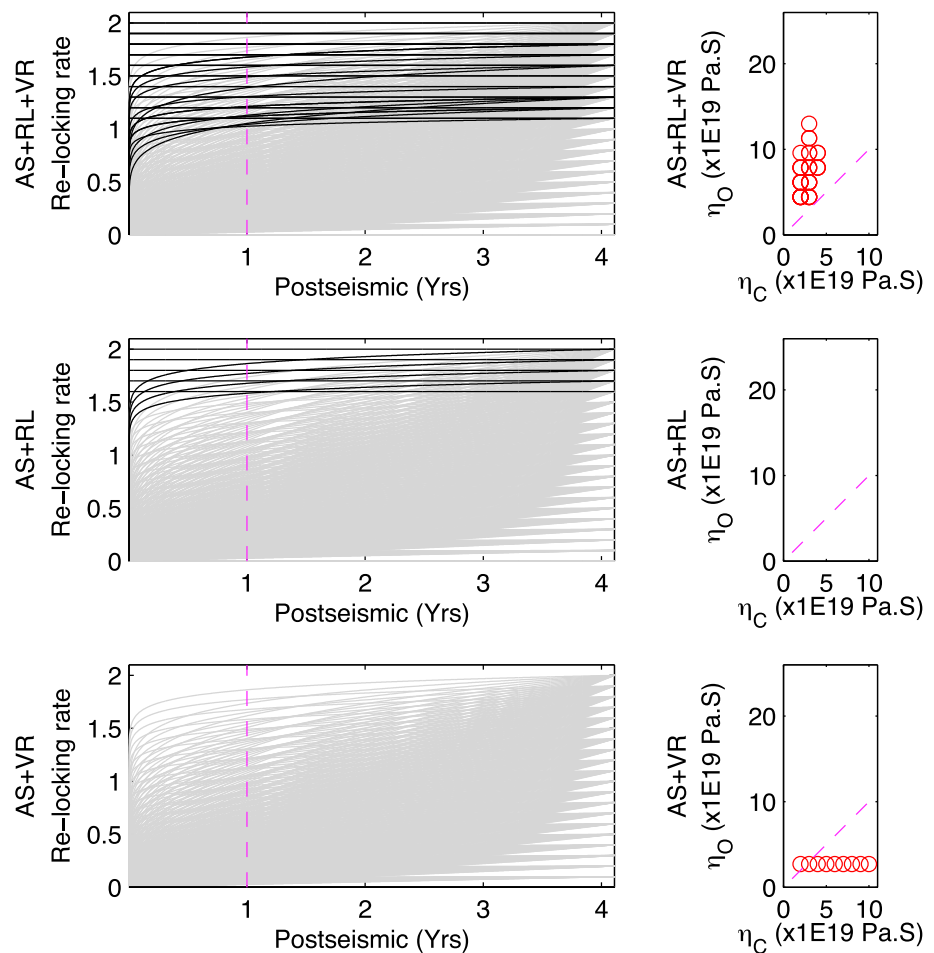 AS+RL+VR
Re−locking rate
2
1.5
1
0.5
0
1 2 3 4
Postseismic (Yrs)
AS+RL+VR
η_O (x1E19 Pa.S)
20
10
0
0 5 10
η_C (x1E19 Pa.S)
AS+RL
Re−locking rate
2
1.5
1
0.5
0
1 2 3 4
Postseismic (Yrs)
AS+RL
η_O (x1E19 Pa.S)
20
10
0
0 5 10
η_C (x1E19 Pa.S)
AS+VR
Re−locking rate
2
1.5
1
0.5
0
1 2 3 4
Postseismic (Yrs)
AS+VR
η_O (x1E19 Pa.S)
20
10
0
0 5 10
η_C (x1E19 Pa.S)